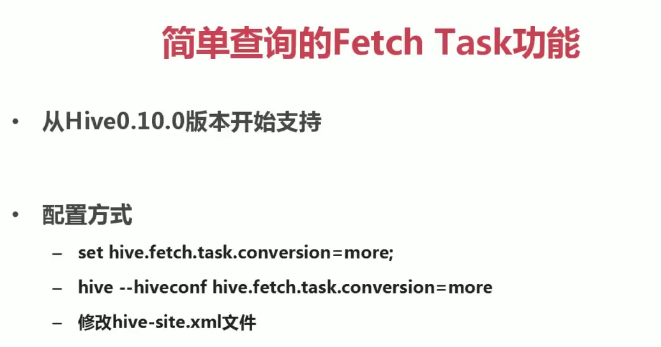 简单查询的Fetch Task功能
• 从Hive0.10.0版本开始支持
• 配置方式
– set hive.fetch.task.conversion=more;
– hive --hiveconf hive.fetch.task.conversion=more
– 修改hive-site.xml文件